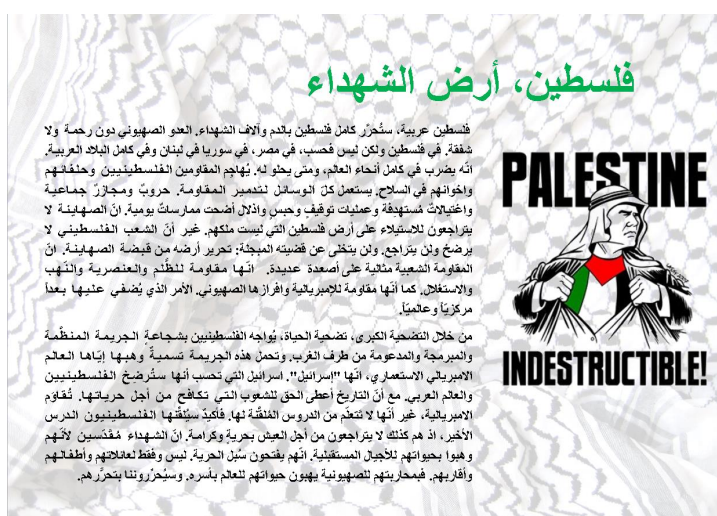 فلسطين، أرض الشهداء
فلسطين عربية، ستُحرّر كامل فلسطين بالدم وآلاف الشهداء. العدو الصهيوني دون رحمة ولا
شفقة. في فلسطين ولكن ليس فحسب، في مصر، في سوريا في لبنان وفي كامل البلاد العربية.
انّه يضرب في كامل أنحاء العالم، ومتى يحلو له. يُهاجم المقاومين الفلسطينيين وحلفائهم
واخوانهم في السلاح. يستعمل كلّ الوسائل لتدمير المقاومة. حروبٌ ومجازرٌ جماعية
واغتيالاتٌ مُستهدِفة وعمليات توقيفٍ وحبسٍ واذلال أضحت ممارساتٌ يومية. انّ الصهاينة لا
يتراجعون للاستيلاء على أرض فلسطين التي ليست ملكهم. غير أنّ الشعب الفلسطيني لا
يرضخُ ولن يتراجع. ولن يتخلى عن قضيته المبجلة: تحرير أرضه من قبضة الصهاينة. انّ
المقاومة الشعبية مثالية على أصعدة عديدة. انّها مقاومة للظُلم والعنصرية والنّهب
والاستغلال. كما أنّها مقاومة للإمبريالية وافرازها الصهيوني. الأمر الذي يُضفي عليها بعداً
مركزيّاً وعالميّاً.
من خلال التضحية الكبرى، تضحية الحياة، يُواجه الفلسطينيين بشجاعة الجريمة المنظّمة
والمبرمجة والمدعومة من طرف الغرب. وتحمل هذه الجريمة تسميةً وهبها إيّاها العالم
الامبريالي الاستعماري، انّها "إسرائيل". اسرائيل التي تحسب أنها ستُرضِخ الفلسطينيين
والعالم العربي. مع أنّ التاريخ أعطى الحق للشعوب التي تكافح من أجل حرياتها. تُقاوَم
الامبريالية، غير أنّها لا تتعلّم من الدروس المُلقّنة لها. فأكيدٌ سيُلقّنها الفلسطينيون الدرس
الأخير، اذ هم كذلك لا يتراجعون من أجل العيش بحريةٍ وكرامة. انّ الشهداء مُقدّسين لأنّهم
وهبوا بحيواتهم للأجيال المستقبلية. انّهم يفتحون سُبل الحرية. ليس وفقط لعائلاتهم وأطفالهم
وأقاربهم. فبمحاربتهم للصهيونية يهبون حيواتهم للعالم بأسره. وسيُحرّروننا بتحرّرهم.
PALESTINE
INDESTRUCTIBLE!